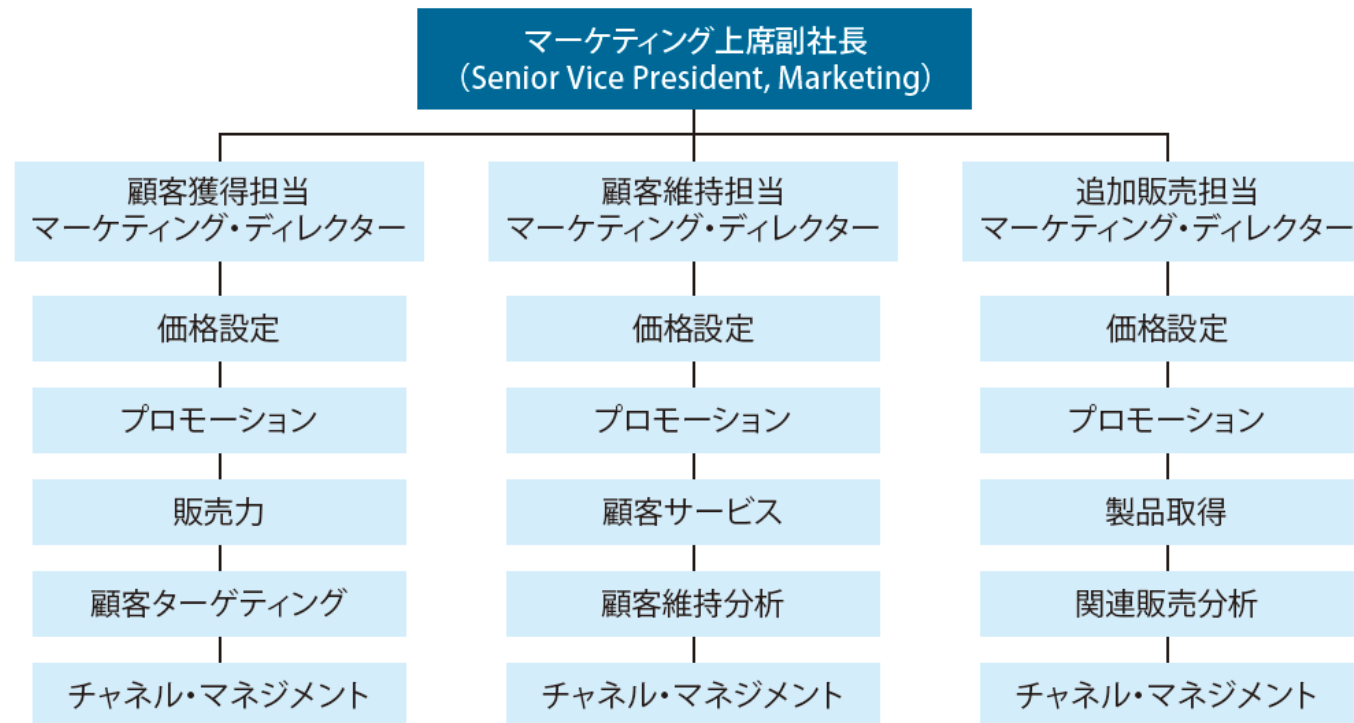 マーケティング上席副社長
（Senior Vice President, Marketing）
顧客獲得担当
マーケティング・ディレクター
価格設定
プロモーション
販売力
顧客ターゲティング
チャネル・マネジメント
顧客維持担当
マーケティング・ディレクター
価格設定
プロモーション
顧客サービス
顧客維持分析
チャネル・マネジメント
追加販売担当
マーケティング・ディレクター
価格設定
プロモーション
製品取得
関連販売分析
チャネル・マネジメント